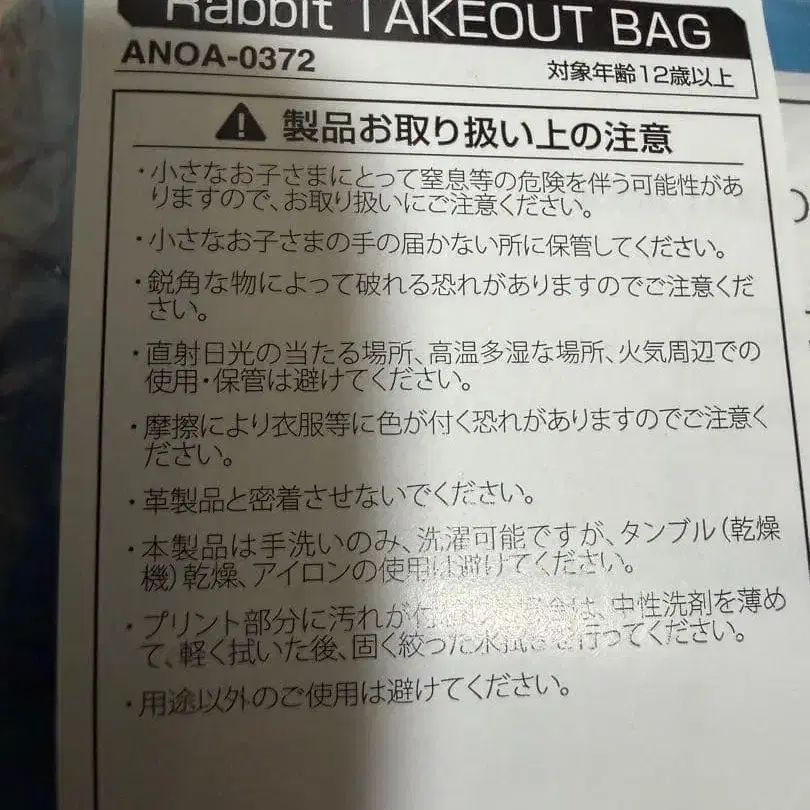 Rabbit TAKEOUT BAG
ANOA-0372
対象年齢12歳以上
製品お取り扱い上の注意
・小さなお子さまにとって窒息等の危険を伴う可能性があ
りますので、お取り扱いにご注意ください。
・小さなお子さまの手の届かない所に保管してください。
・鋭角な物によって破れる恐れがありますのでご注意くだ
さい。
・直射日光の当たる場所、高温多湿な場所、火気周辺での
使用・保管は避けてください。
・摩擦により衣服等に色が付く恐れがありますのでご注意く
ださい。
・革製品と密着させないでください。
・本製品は手洗いのみ、洗濯可能ですが、タンブル(乾燥
機)乾燥、アイロンの使用は避けてください。
・プリント部分に汚れが付 は、中性洗剤を薄め
て、軽く拭いた後、固く絞った水拭きを行ってください。
・用途以外のご使用は避けてください。